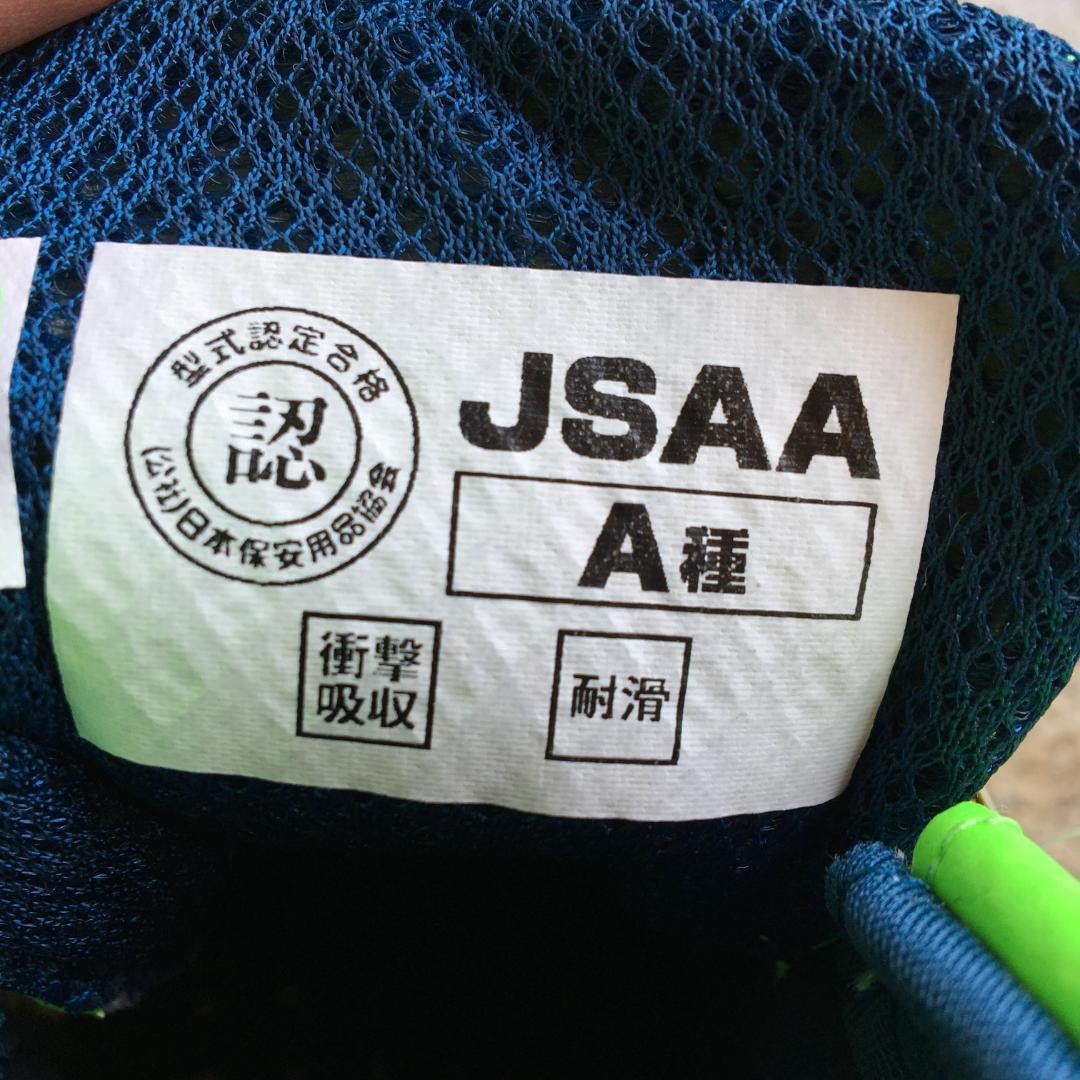 型式認定合格
認
(公社)日本保安用品協会
JSAA
A種
衝撃
吸収
耐滑